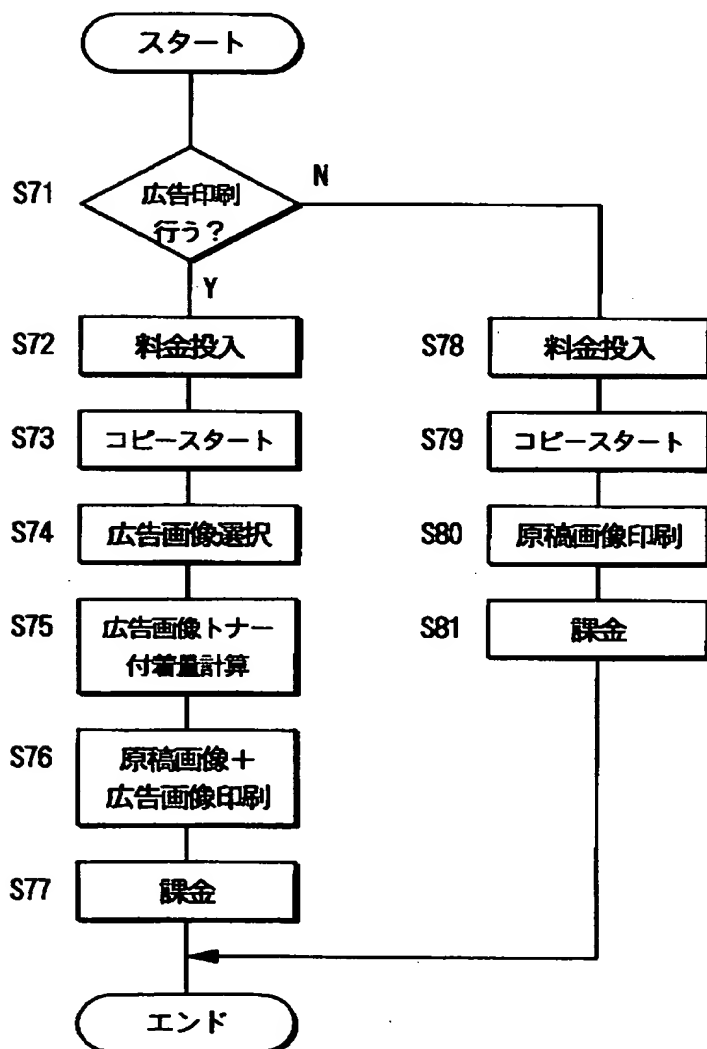 スタート
S71
広告印刷
行う?
N
Y
S72
料金投入
S73
コピースタート
S74
広告画像選択
S75
広告画像トナー
付着量計算
S76
原稿画像+
広告画像印刷
S77
課金
S78
料金投入
S79
コピースタート
S80
原稿画像印刷
S81
課金
エンド